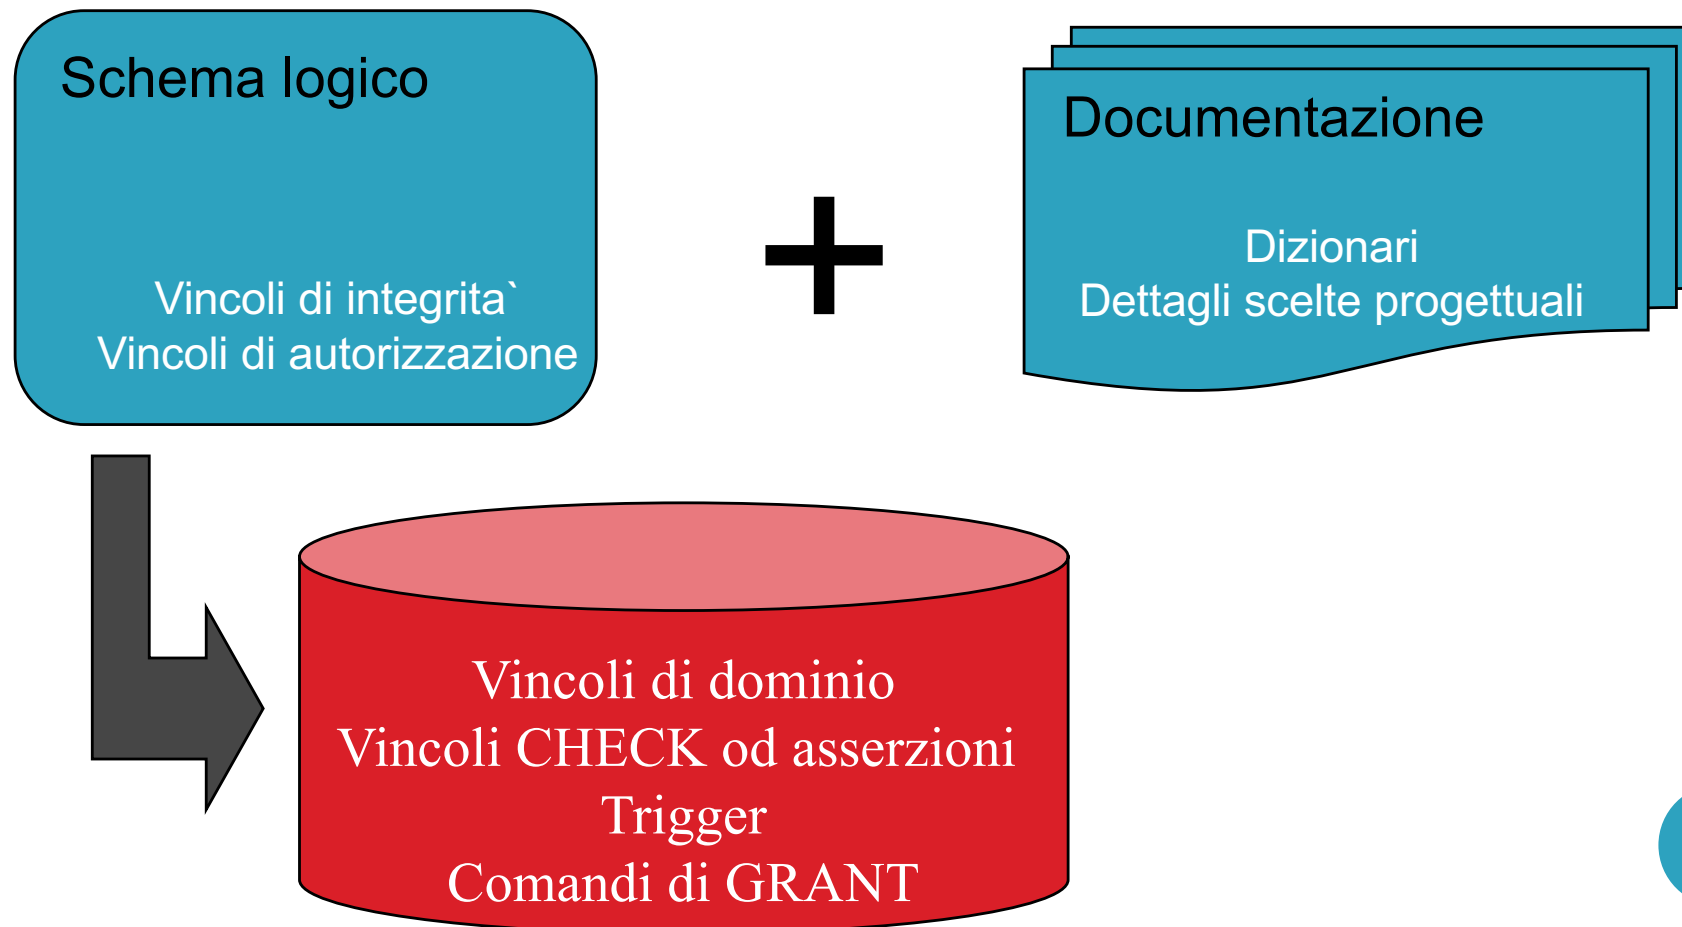 Schema logico
Vincoli di integrita`
Vincoli di autorizzazione
+
Documentazione
Dizionari
Dettagli scelte progettuali
Vincoli di dominio
Vincoli CHECK od asserzioni
Trigger
Comandi di GRANT